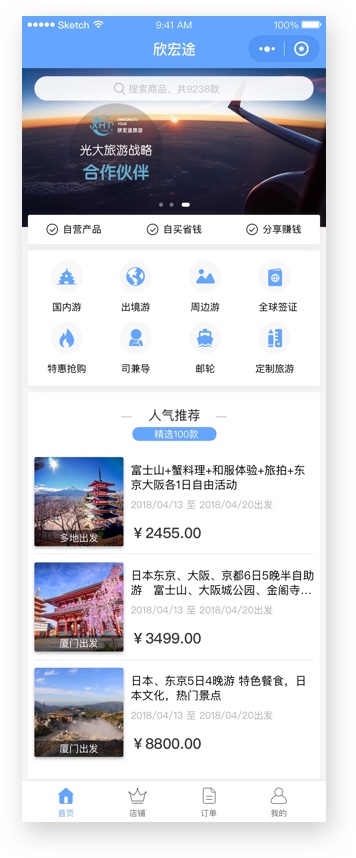 Sketch 9:41 AM 100%
欣宏途
搜索商品，共9238款
XHT
欣宏途旅游
光大旅游战略
合作伙伴
自营产品 自买省钱 分享赚钱
国内游 出境游 周边游 全球签证
特惠抢购 司兼导 邮轮 定制旅游
人气推荐
精选100款
富士山+蟹料理+和服体验+旅拍+东
京大阪各1日自由活动
2018/04/13 至 2018/04/20出发
多地出发
￥2455.00
日本东京、大阪、京都6日5晚半自助
游 富士山、大阪城公园、金阁寺...
2018/04/13 至 2018/04/20出发
厦门出发
￥3499.00
日本、东京5日4晚游 特色餐食，日
本文化，热门景点
2018/04/13 至 2018/04/20出发
厦门出发
￥8800.00
首页 店铺 订单 我的